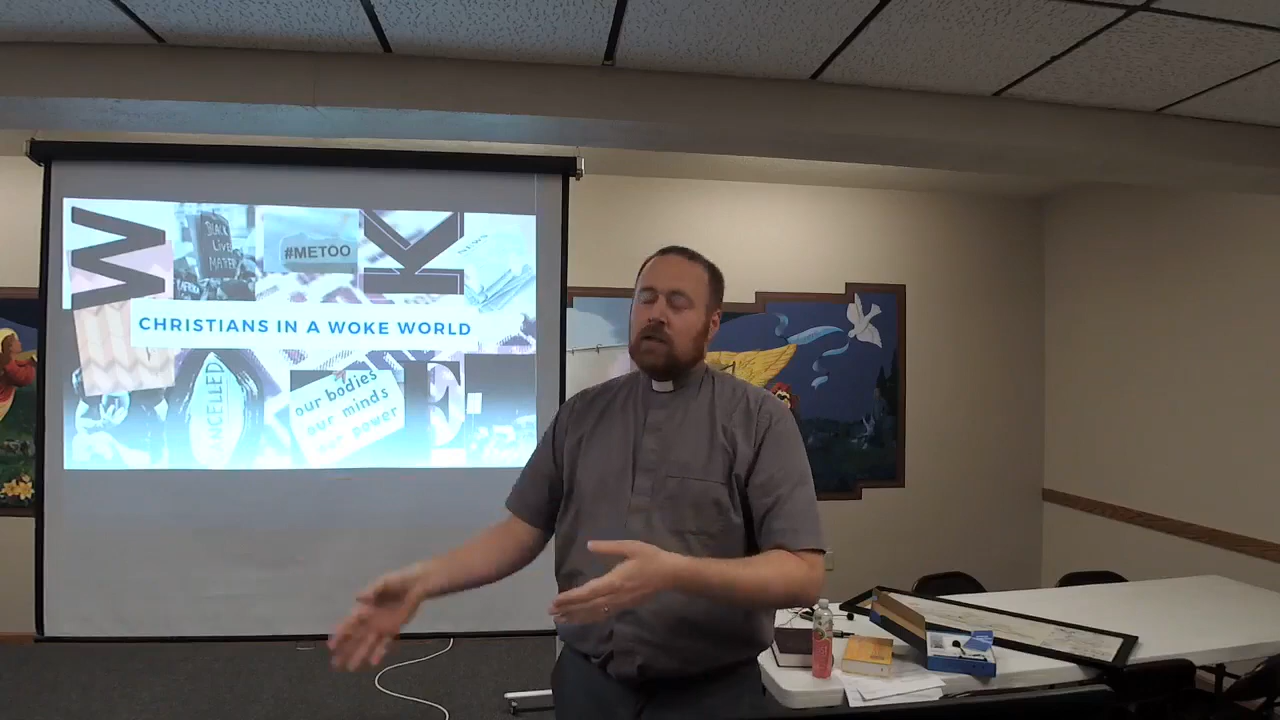 W
BLACK
LIVES
MATTER
#METOO
K
CHRISTIANS IN A WOKE WORLD
CANCELLED
our bodies
our minds
our power
E